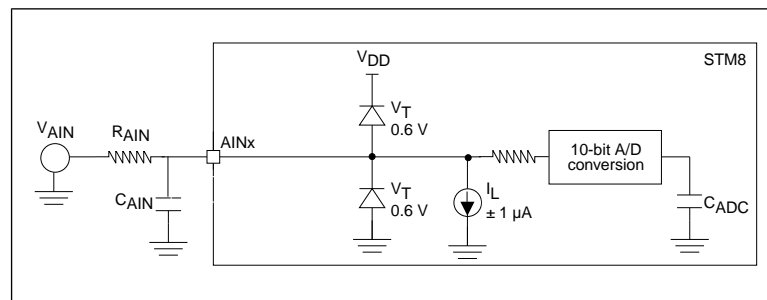 STM8
VDD
VT
0.6 V
VAIN
RAIN
AINx
10-bit A/D
conversion
VT
0.6 V
IL
± 1 µA
CAIN
CADC